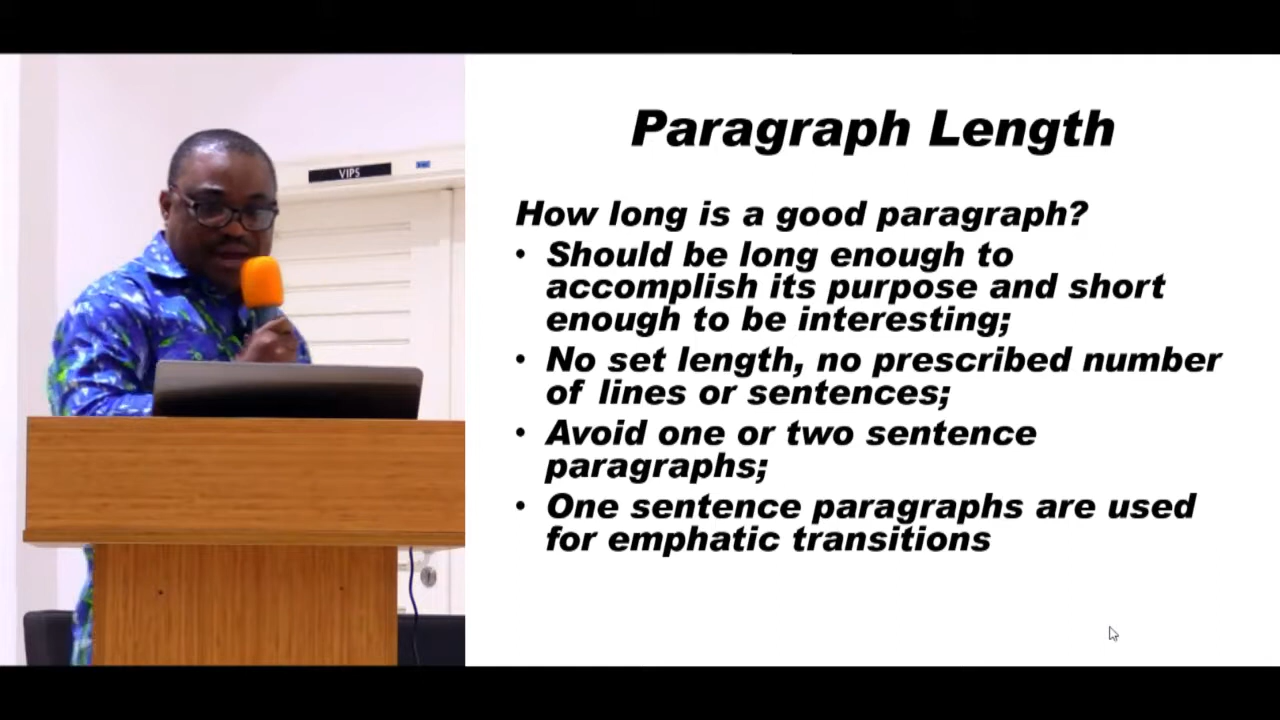 VIPS
Paragraph Length
How long is a good paragraph?
• Should be long enough to
accomplish its purpose and short
enough to be interesting;
• No set length, no prescribed number
of lines or sentences;
• Avoid one or two sentence
paragraphs;
• One sentence paragraphs are used
for emphatic transitions